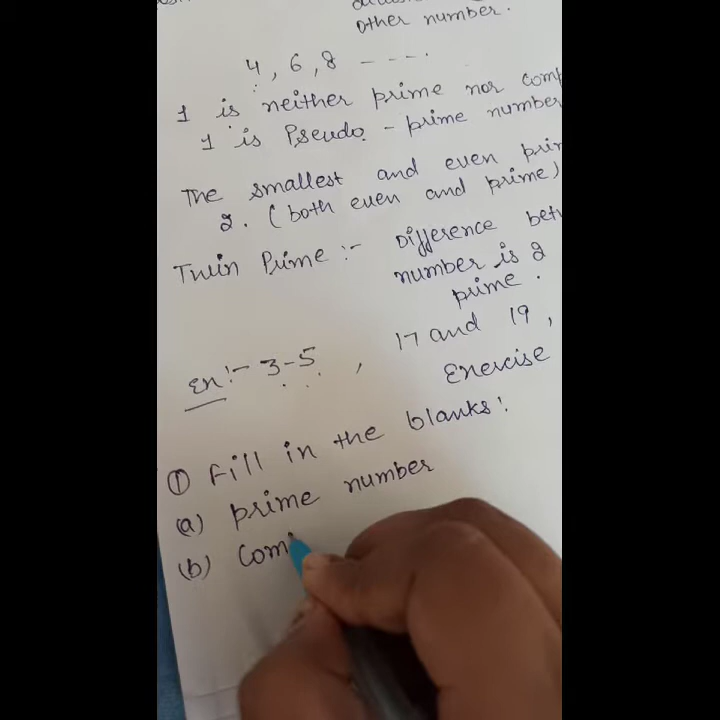 other number.
4, 6, 8 - - - -.
1 is neither prime nor comp
1 is Pseudo - prime number
The smallest and even prim
2. (both even and prime)
Twin Prime :- Difference betw
number is 2
prime.
Ex:- 3-5, 17 and 19,
Exercise
① Fill in the blanks:
(a) prime number
(b) Com